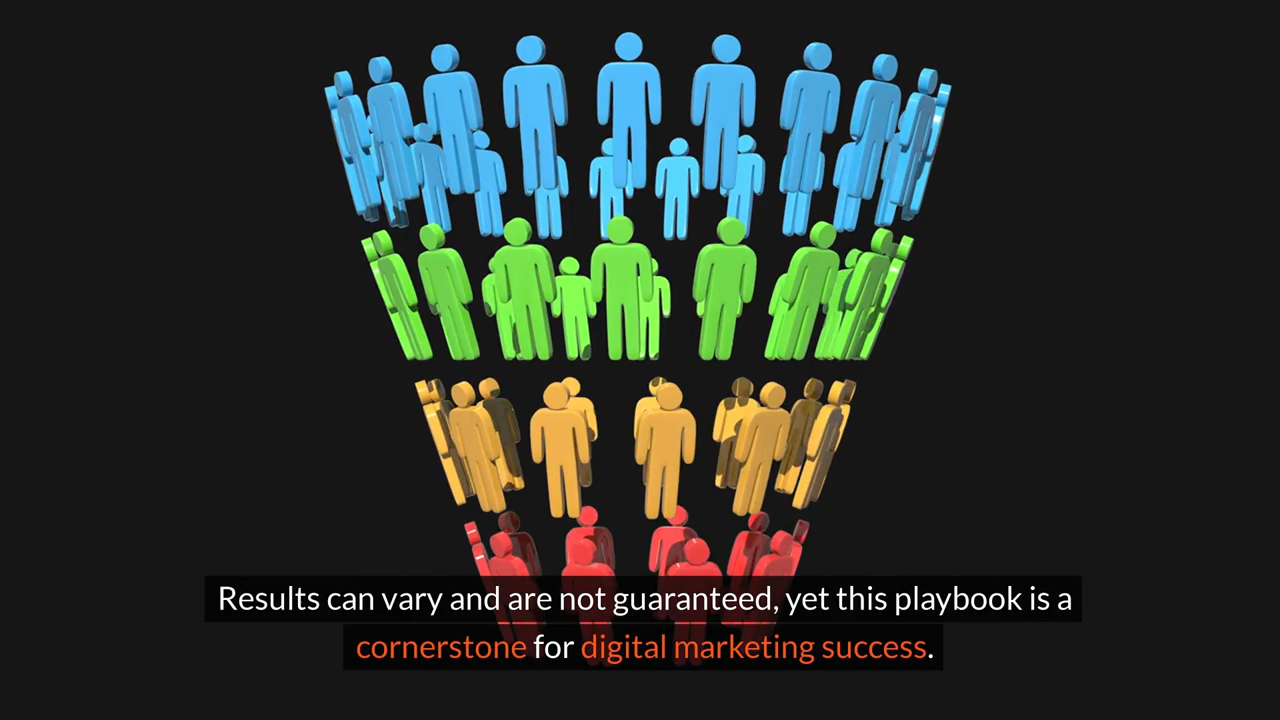 Results can vary and are not guaranteed, yet this playbook is a
cornerstone for digital marketing success.